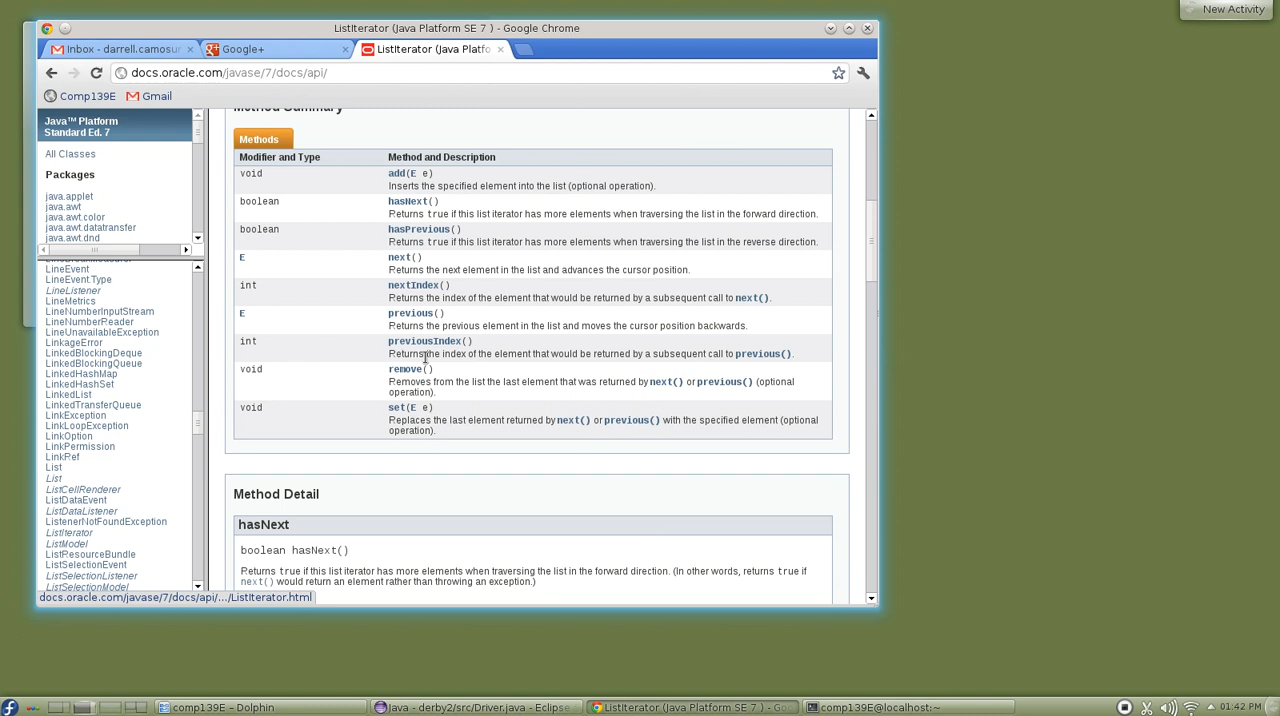 New Activity
ListIterator (Java Platform SE 7 ) - Google Chrome
Inbox - darrell.camosun
Google+
ListIterator (Java Platfo
docs.oracle.com/javase/7/docs/api/
Comp139E
Gmail
Java™ Platform
Standard Ed. 7
All Classes
Packages
java.applet
java.awt
java.awt.color
java.awt.datatransfer
java.awt.dnd
LineEvent
LineEvent.Type
LineListener
LineMetrics
LineNumberInputStream
LineNumberReader
LineUnavailableException
LinkageError
LinkedBlockingDeque
LinkedBlockingQueue
LinkedHashMap
LinkedHashSet
LinkedList
LinkedTransferQueue
LinkException
LinkLoopException
LinkOption
LinkPermission
LinkRef
List
List
ListCellRenderer
ListDataEvent
ListDataListener
ListenerNotFoundException
ListIterator
ListModel
ListResourceBundle
ListSelectionEvent
ListSelectionListener
ListSelectionModel
Method Summary
Methods
Modifier and Type Method and Description
void add(E e)
Inserts the specified element into the list (optional operation).
boolean hasNext()
Returns true if this list iterator has more elements when traversing the list in the forward direction.
boolean hasPrevious()
Returns true if this list iterator has more elements when traversing the list in the reverse direction.
E next()
Returns the next element in the list and advances the cursor position.
int nextIndex()
Returns the index of the element that would be returned by a subsequent call to next().
E previous()
Returns the previous element in the list and moves the cursor position backwards.
int previousIndex()
Returns the index of the element that would be returned by a subsequent call to previous().
void remove()
Removes from the list the last element that was returned by next() or previous() (optional
operation).
void set(E e)
Replaces the last element returned by next() or previous() with the specified element (optional
operation).
Method Detail
hasNext
boolean hasNext()
Returns true if this list iterator has more elements when traversing the list in the forward direction. (In other words, returns true if
next() would return an element rather than throwing an exception.)
docs.oracle.com/javase/7/docs/api/.../ListIterator.html
comp139E – Dolphin
Java - derby2/src/Driver.java - Eclipse
ListIterator (Java Platform SE 7 ) - Goo
comp139E@localhost:~
01:42 PM